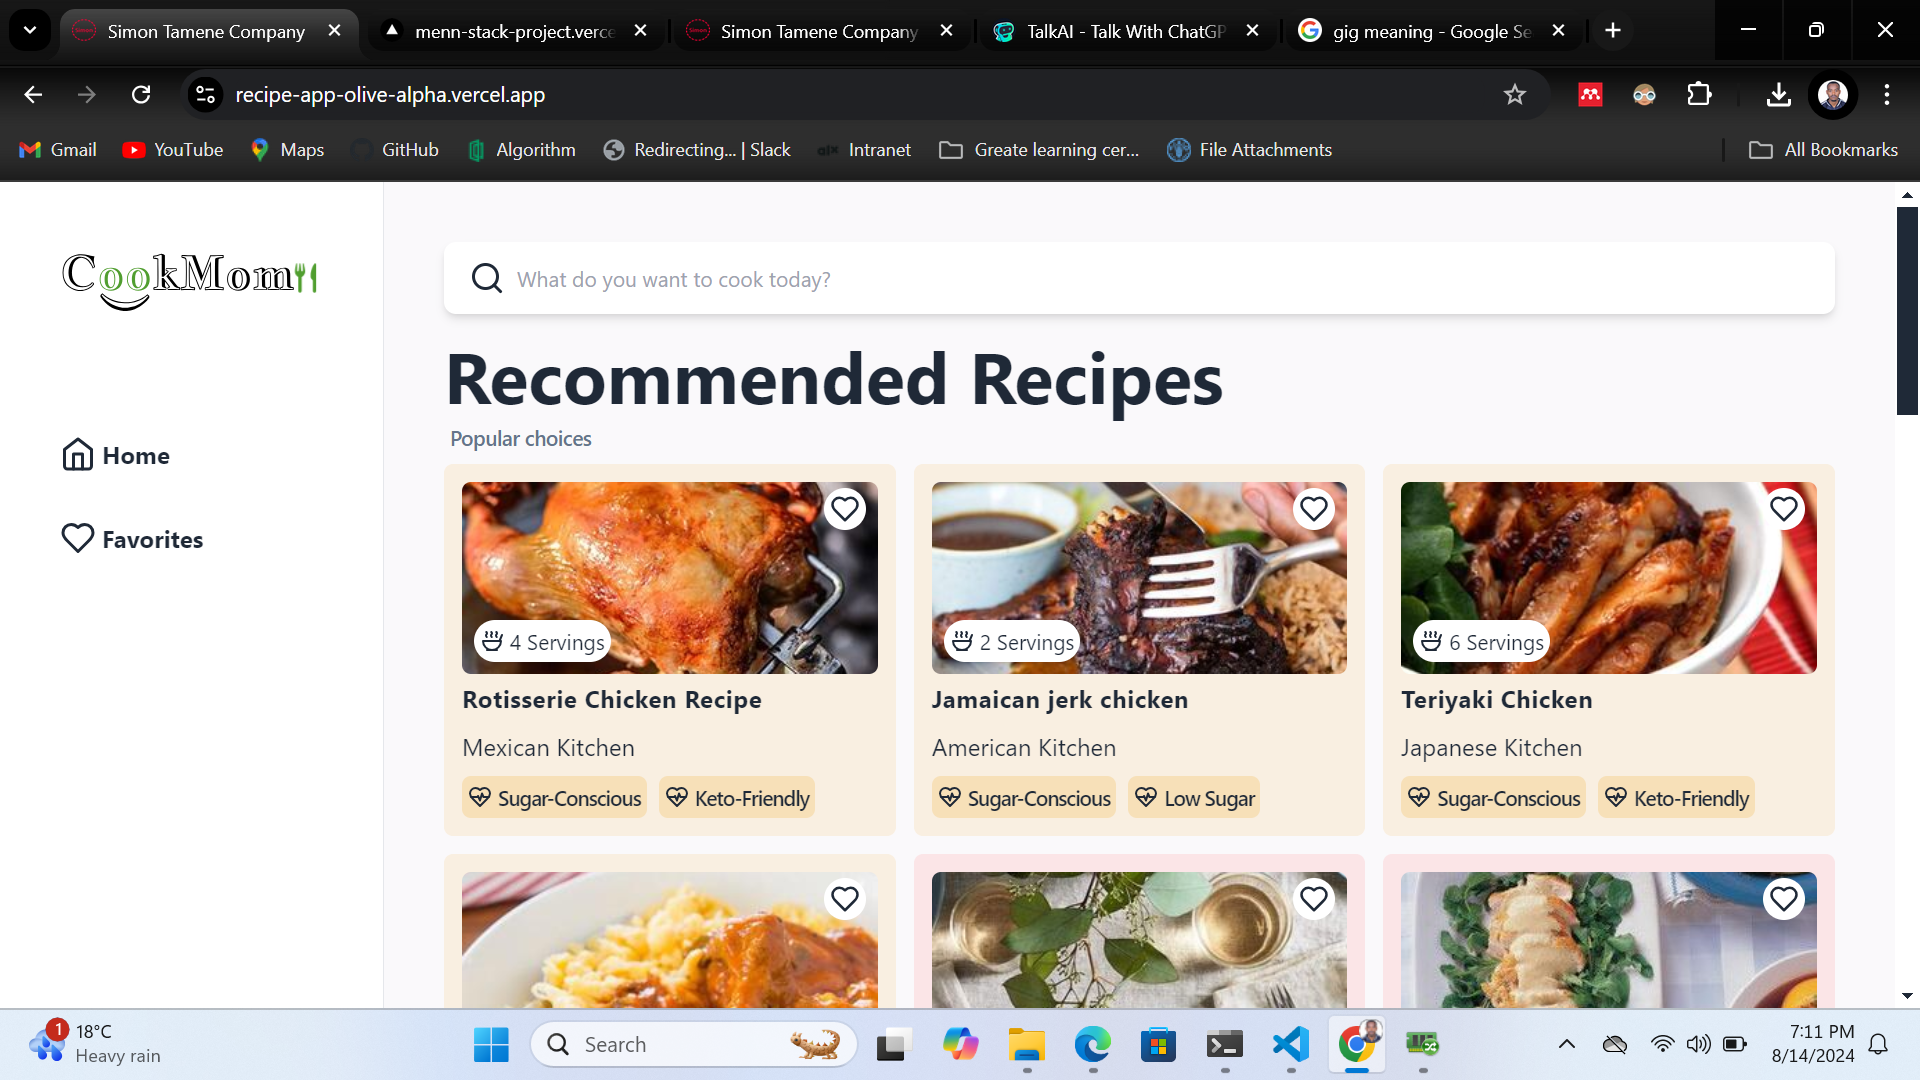 Simon Tamene Company
menn-stack-project.verce
Simon Tamene Company
TalkAI - Talk With ChatGP
gig meaning - Google Se
recipe-app-olive-alpha.vercel.app
Gmail
YouTube
Maps
GitHub
Algorithm
Redirecting... | Slack
Intranet
Greate learning cer...
File Attachments
All Bookmarks
CookMom
What do you want to cook today?
Recommended Recipes
Popular choices
Home
Favorites
4 Servings
2 Servings
6 Servings
Rotisserie Chicken Recipe
Jamaican jerk chicken
Teriyaki Chicken
Mexican Kitchen
American Kitchen
Japanese Kitchen
Sugar-Conscious
Keto-Friendly
Sugar-Conscious
Low Sugar
Sugar-Conscious
Keto-Friendly
1
18°C
Heavy rain
Search
7:11 PM
8/14/2024